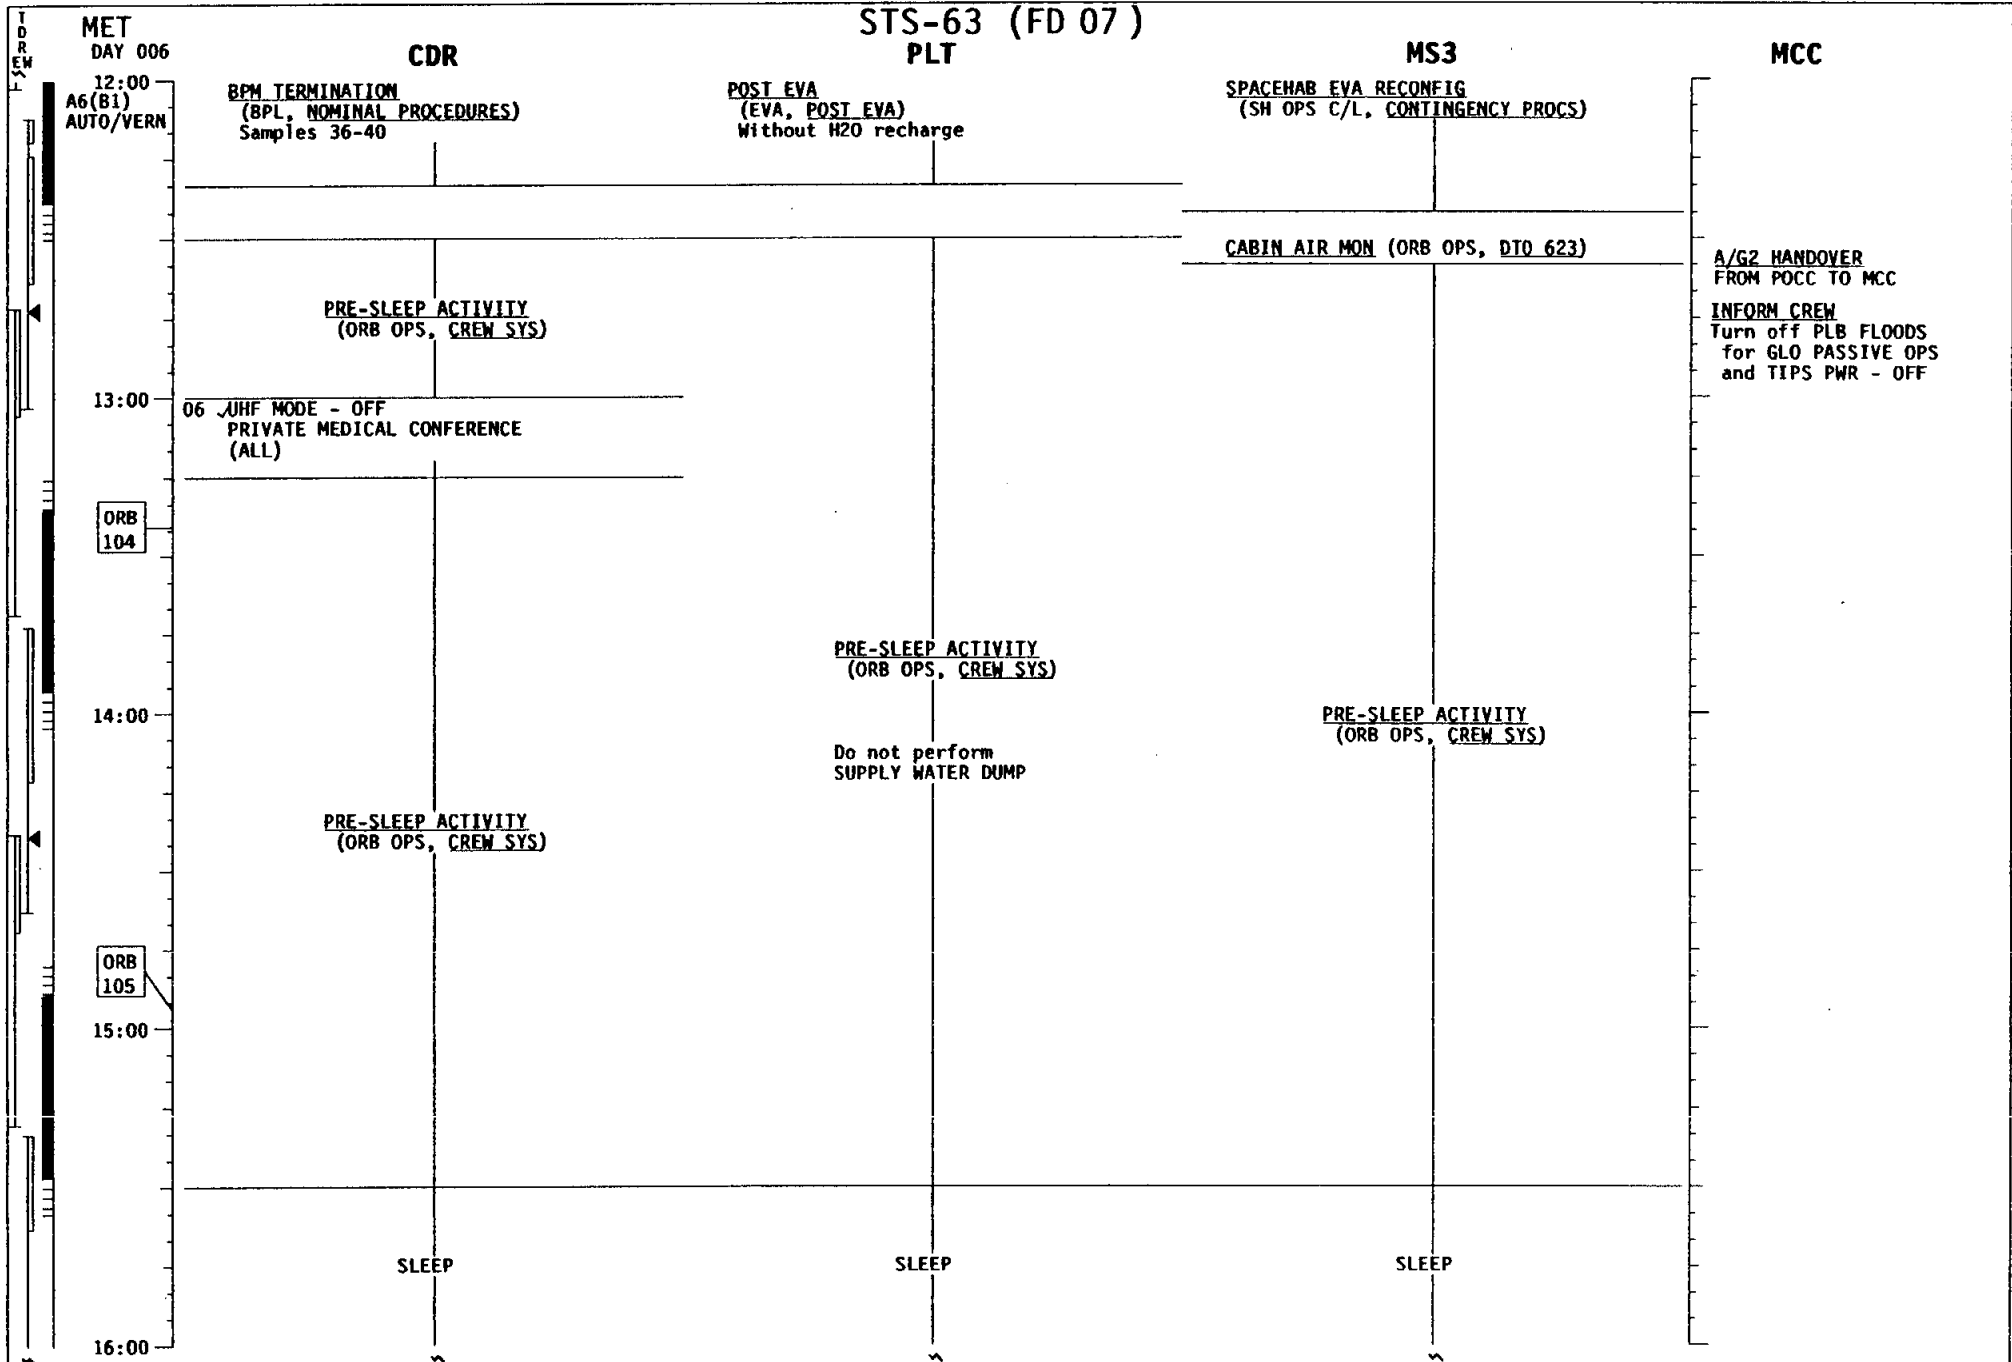 STS-63 (FD 07)
TDRS
EW
MET
DAY 006
CDR
PLT
MS3
MCC
12:00
A6(B1)
AUTO/VERN
BPM TERMINATION
(BPL, NOMINAL PROCEDURES)
Samples 36-40
POST EVA
(EVA, POST EVA)
Without H2O recharge
SPACEHAB EVA RECONFIG
(SH OPS C/L, CONTINGENCY PROCS)
CABIN AIR MON (ORB OPS, DTO 623)
A/G2 HANDOVER
FROM POCC TO MCC
INFORM CREW
Turn off PLB FLOODS
for GLO PASSIVE OPS
and TIPS PWR - OFF
PRE-SLEEP ACTIVITY
(ORB OPS, CREW SYS)
13:00
06 ✓UHF MODE - OFF
PRIVATE MEDICAL CONFERENCE
(ALL)
ORB
104
PRE-SLEEP ACTIVITY
(ORB OPS, CREW SYS)
14:00
PRE-SLEEP ACTIVITY
(ORB OPS, CREW SYS)
Do not perform
SUPPLY WATER DUMP
PRE-SLEEP ACTIVITY
(ORB OPS, CREW SYS)
ORB
105
15:00
SLEEP
SLEEP
SLEEP
16:00